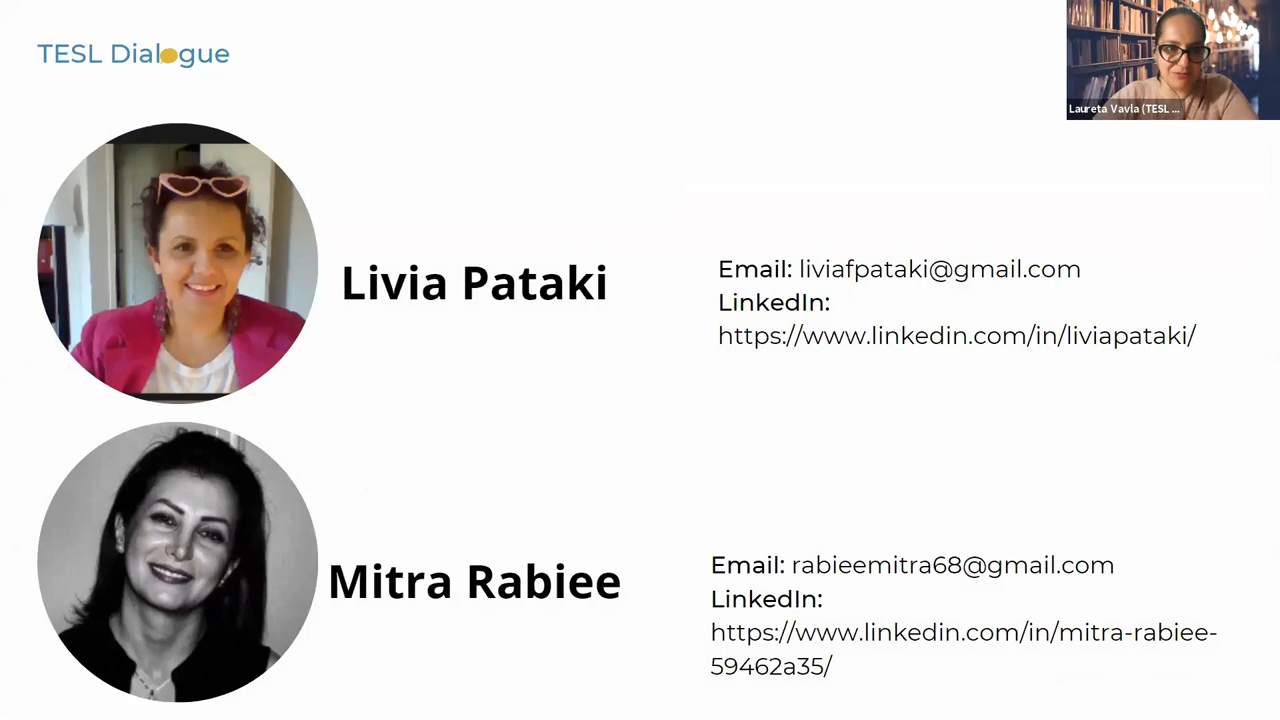 TESL Dialogue
Laureta Vavla (TESL ...
Livia Pataki
Email: liviafpataki@gmail.com
LinkedIn:
https://www.linkedin.com/in/liviapataki/
Mitra Rabiee
Email: rabieemitra68@gmail.com
LinkedIn:
https://www.linkedin.com/in/mitra-rabiee-
59462a35/